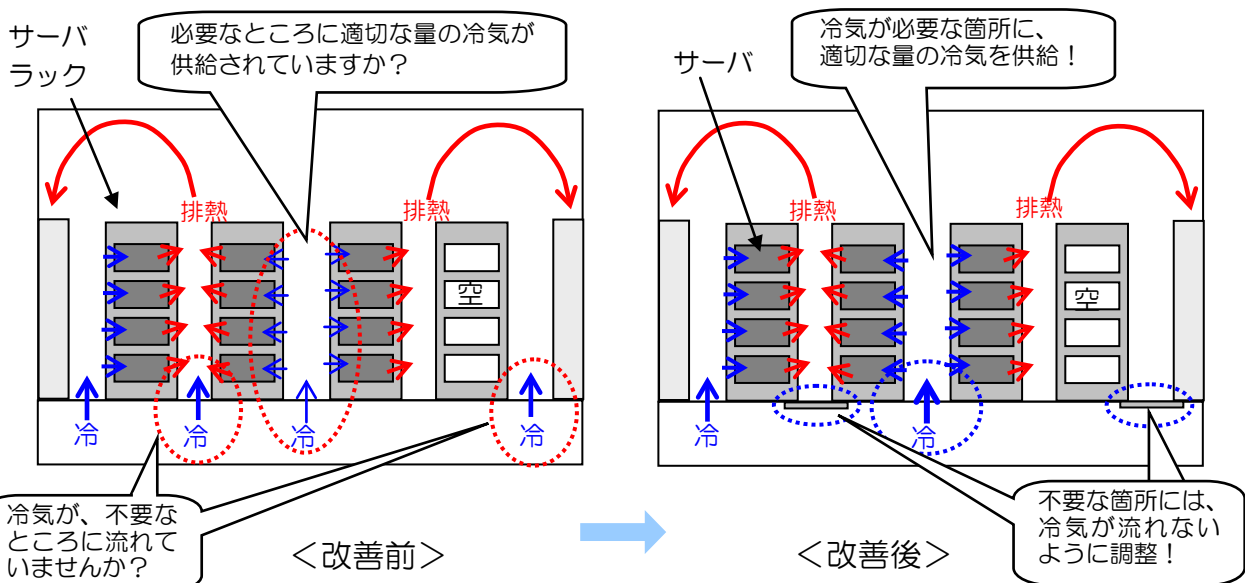 サーバ
ラック
必要なところに適切な量の冷気が
供給されていますか?
排熱
排熱
空
冷
冷
冷
冷
冷気が、不要な
ところに流れて
いませんか?
<改善前>
サーバ
冷気が必要な箇所に、
適切な量の冷気を供給!
排熱
排熱
空
冷
冷
不要な箇所には、
冷気が流れない
ように調整!
<改善後>